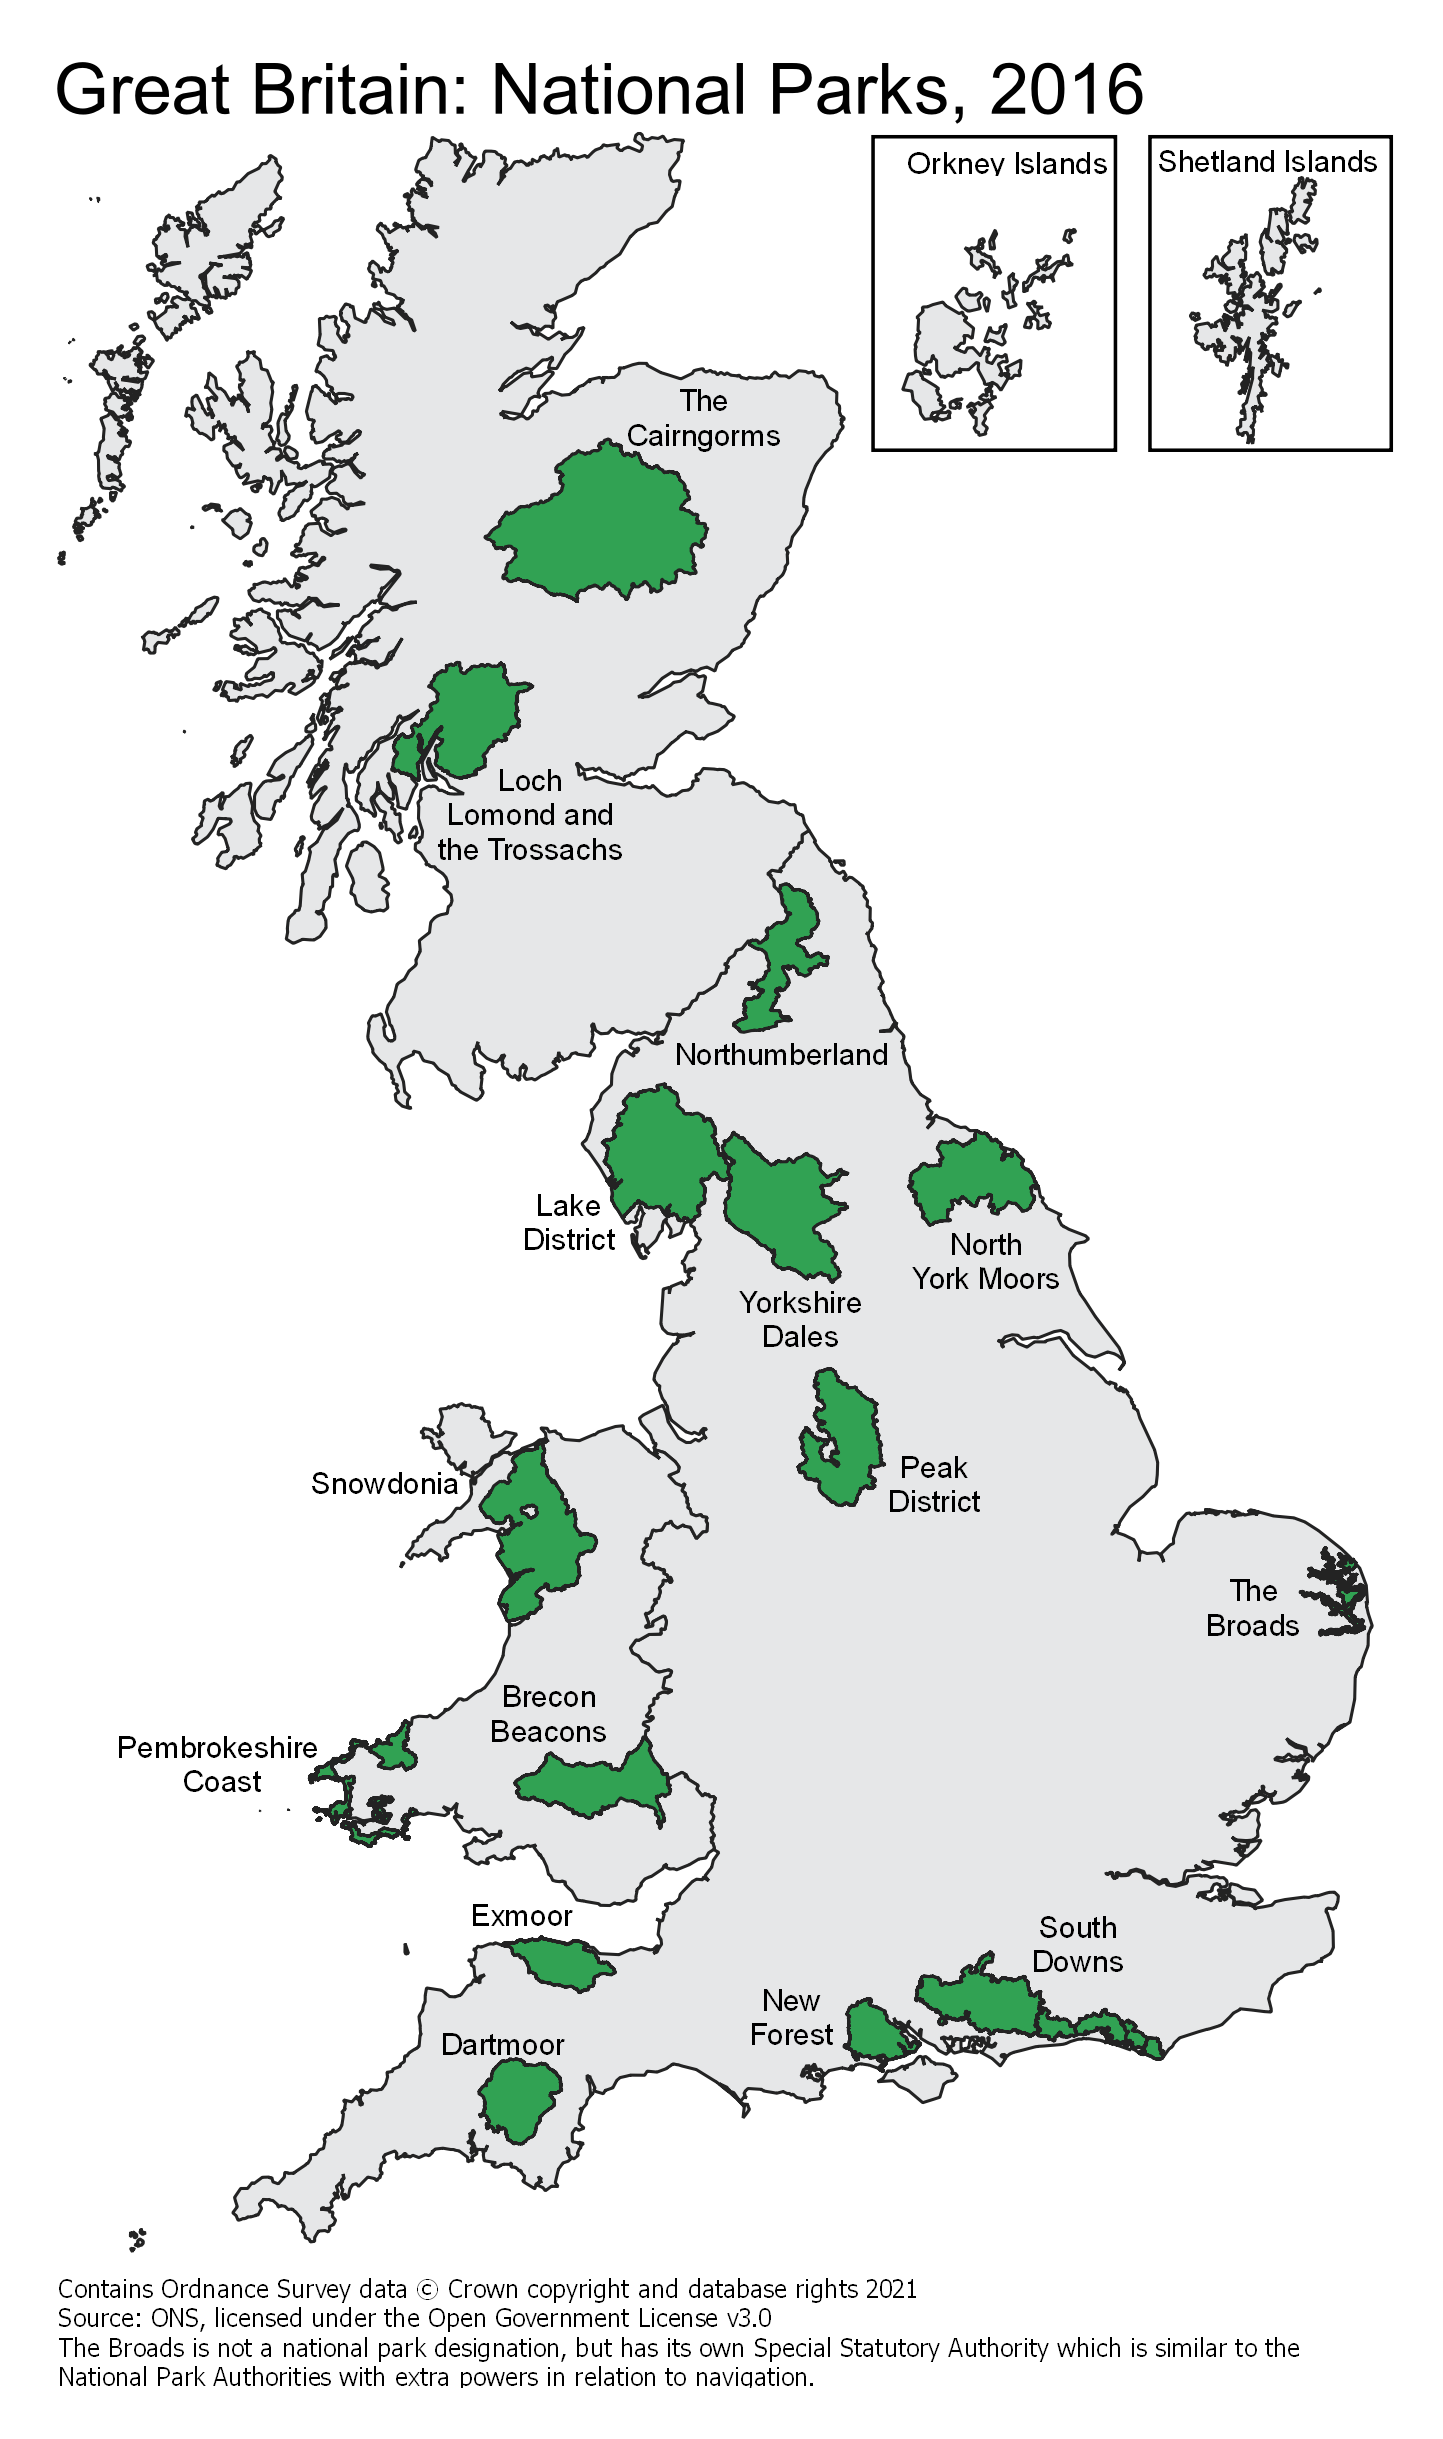 Great Britain: National Parks, 2016
Orkney Islands
Shetland Islands
The
Cairngorms
Loch
Lomond and
the Trossachs
Northumberland
Lake
District
North
York Moors
Yorkshire
Dales
Peak
District
Snowdonia
The
Broads
Brecon
Beacons
Pembrokeshire
Coast
Exmoor
South
Downs
New
Forest
Dartmoor
Contains Ordnance Survey data © Crown copyright and database rights 2021
Source: ONS, licensed under the Open Government License v3.0
The Broads is not a national park designation, but has its own Special Statutory Authority which is similar to the
National Park Authorities with extra powers in relation to navigation.